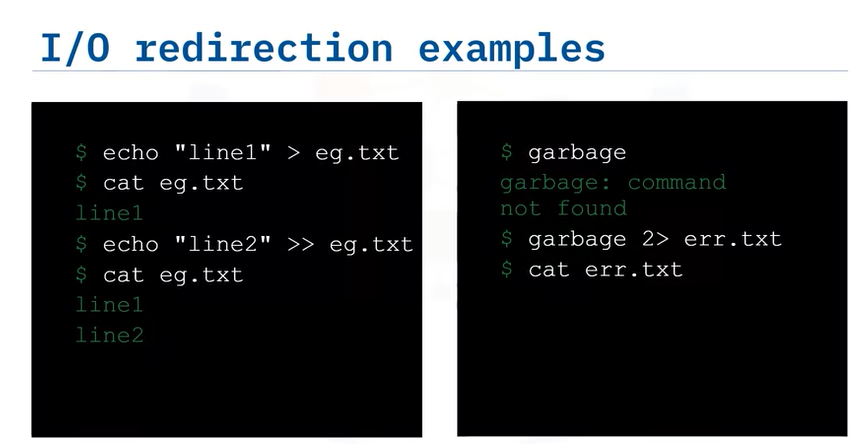 I/O redirection examples
$ echo "line1" > eg.txt
$ cat eg.txt
line1
$ echo "line2" >> eg.txt
$ cat eg.txt
line1
line2
$ garbage
garbage: command
not found
$ garbage 2> err.txt
$ cat err.txt